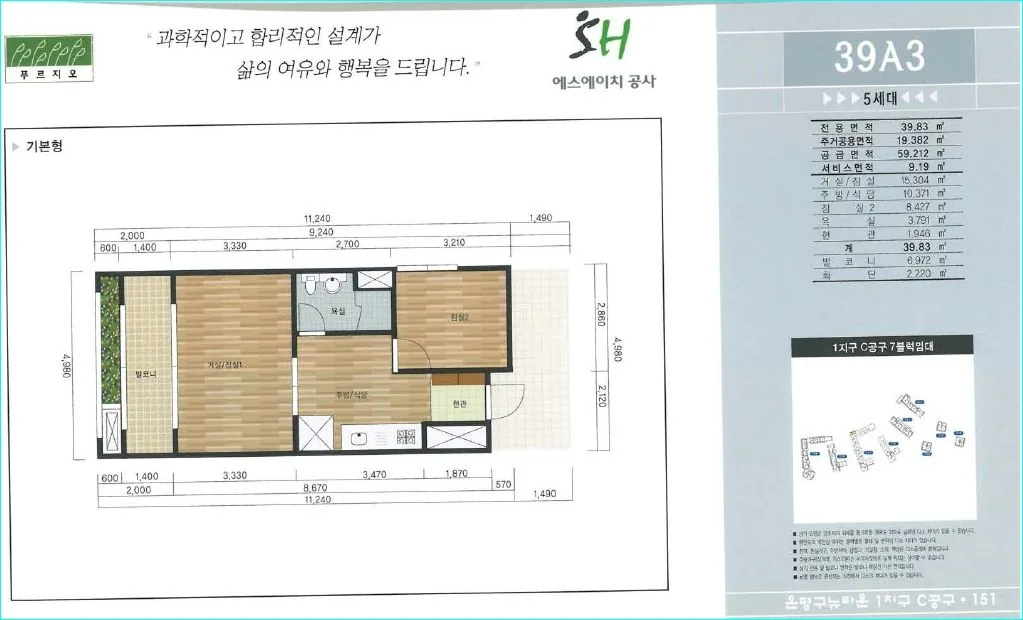 푸르지오
“과학적이고 합리적인 설계가
삶의 여유와 행복을 드립니다.”
SH
에스에이치 공사
39A3
5세대
전용면적 39.83 ㎡
주거공용면적 19.382 ㎡
공급면적 59.212 ㎡
서비스면적 9.19 ㎡
거실/침실 15.304 ㎡
주방/식당 10.371 ㎡
침실2 8.427 ㎡
욕실 3.791 ㎡
현관 1.946 ㎡
계 39.83 ㎡
발코니 6.972 ㎡
화단 2.220 ㎡
기본형
11,240
1,490
2,000
9,240
600
1,400
3,330
2,700
3,210
4,980
발코니
거실/침실1
욕실
침실2
주방/식당
현관
2,860
4,980
2,120
600
1,400
3,330
3,470
1,870
2,000
8,670
570
11,240
1,490
1지구 C공구 7블럭임대
은평구뉴타운 1지구 C공구 • 151